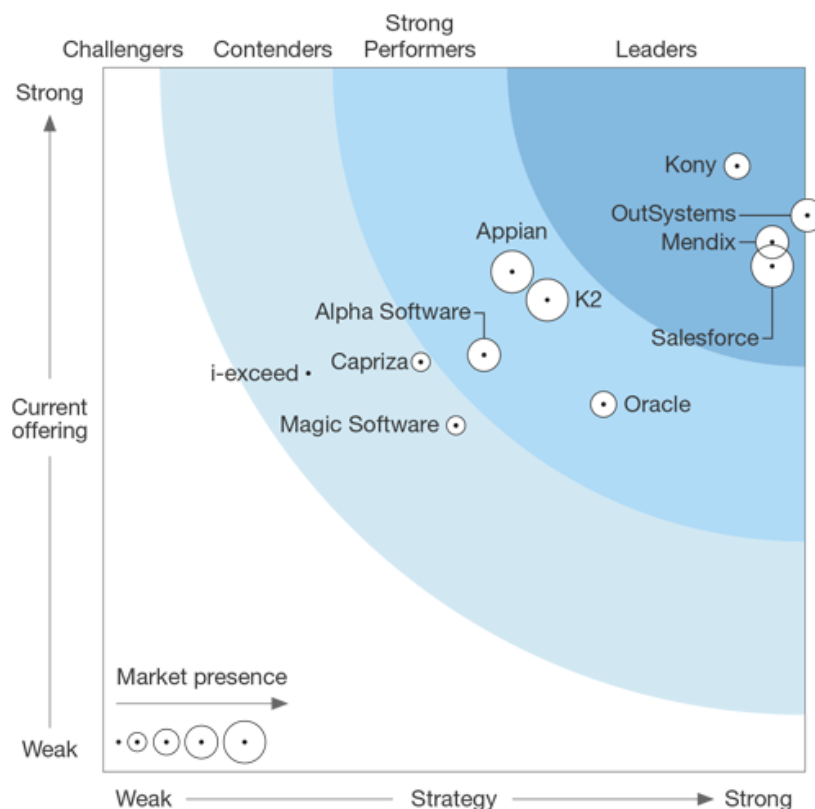 Strong
Challengers Contenders Performers Leaders
Strong
Kony
OutSystems
Appian
Mendix
K2
Alpha Software
Salesforce
Capriza
i-exceed
Current
offering
Oracle
Magic Software
Market presence
Weak
Weak Strategy Strong